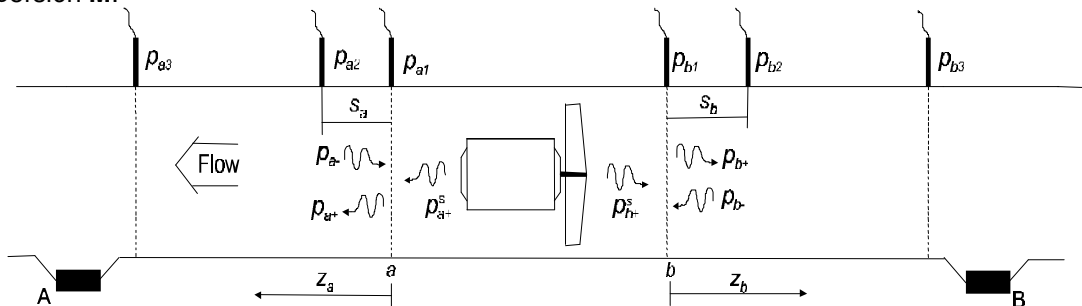 p_a3 p_a2 p_a1 p_b1 p_b2 p_b3
s_a s_b
Flow p_a- p_b+
p_a+ p^s_a+ p^s_b+ p_b-
A z_a a b z_b B